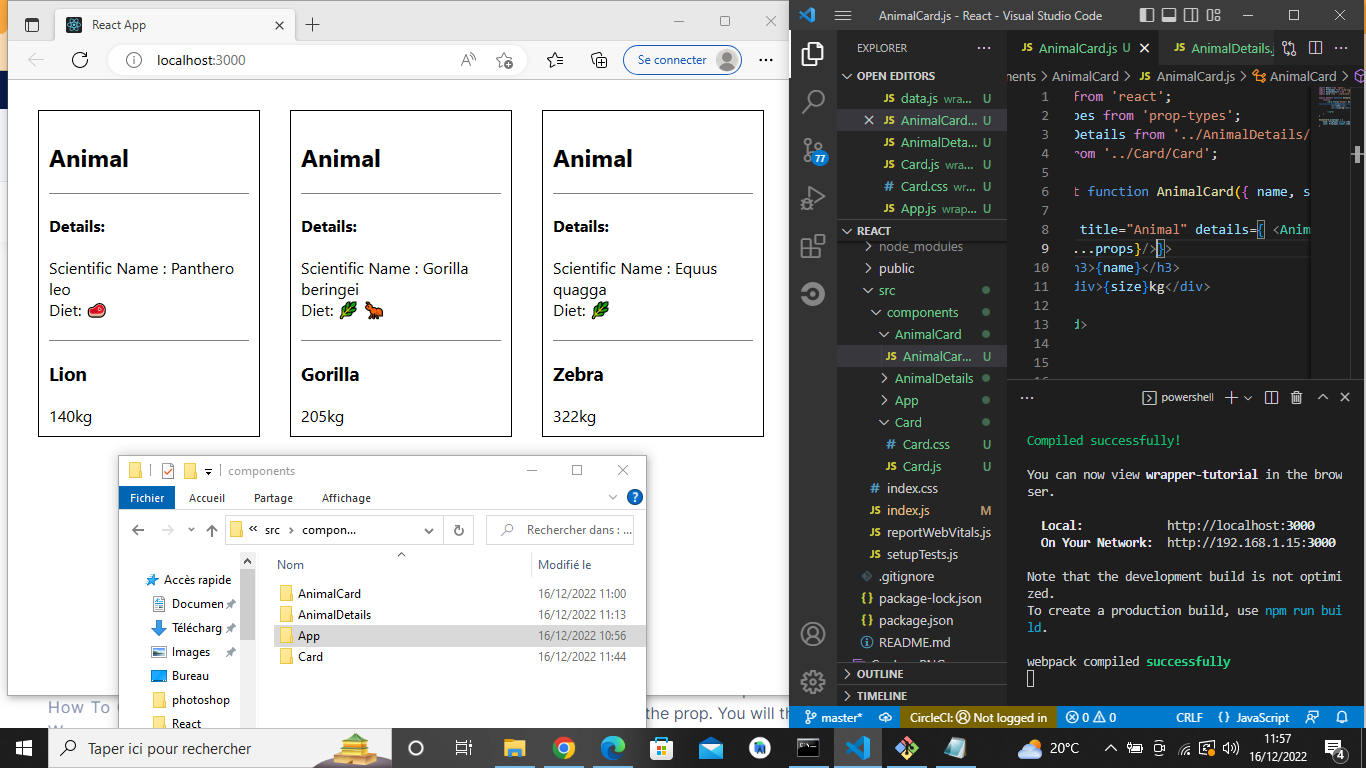 React App
localhost:3000
Se connecter
Animal
Details:
Scientific Name : Panthero
leo
Diet: 🥩
Lion
140kg
Animal
Details:
Scientific Name : Gorilla
beringei
Diet: 🥬 🐂
Gorilla
205kg
Animal
Details:
Scientific Name : Equus
quagga
Diet: 🥬
Zebra
322kg
components
Fichier
Accueil
Partage
Affichage
« src › compon...
Rechercher dans : ...
Nom
Modifié le
Accès rapide
Documen
Télécharg
Images
Bureau
photoshop
React
AnimalCard 16/12/2022 11:00
AnimalDetails 16/12/2022 11:13
App 16/12/2022 10:56
Card 16/12/2022 11:44
How To
the prop. You will th
AnimalCard.js - React - Visual Studio Code
EXPLORER
OPEN EDITORS
JS data.js wra... U
JS AnimalCard... U
JS AnimalDeta... U
JS Card.js wra... U
# Card.css wr... U
JS App.js wrap... U
REACT
node_modules
public
src
components
AnimalCard
JS AnimalCar... U
AnimalDetails
App
Card
# Card.css U
JS Card.js U
# index.css
JS index.js M
JS reportWebVitals.js
JS setupTests.js
.gitignore
{} package-lock.json
{} package.json
README.md
OUTLINE
TIMELINE
77
JS AnimalCard.js U
JS AnimalDetails.
nents > AnimalCard > JS AnimalCard.js > AnimalCard >
1 from 'react';
2 pes from 'prop-types';
3 Details from '../AnimalDetails/
4 rom '../Card/Card';
5
6 t function AnimalCard({ name, s
7
8 title="Animal" details={ <Anim
9 ...props}/>}>
10 h3>{name}</h3>
11 div>{size}kg</div>
12
13 d>
14
15
powershell
Compiled successfully!
You can now view wrapper-tutorial in the brow
ser.
Local: http://localhost:3000
On Your Network: http://192.168.1.15:3000
Note that the development build is not optimi
zed.
To create a production build, use npm run bui
ld.
webpack compiled successfully
master*
CircleCI: Not logged in
0 0
CRLF
{} JavaScript
Taper ici pour rechercher
20°C
11:57
16/12/2022
4